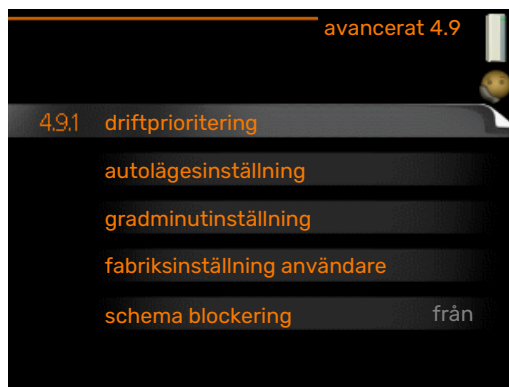 avancerat 4.9
4.9.1 driftprioritering
autolägesinställning
gradminutinställning
fabriksinställning användare
schema blockering från